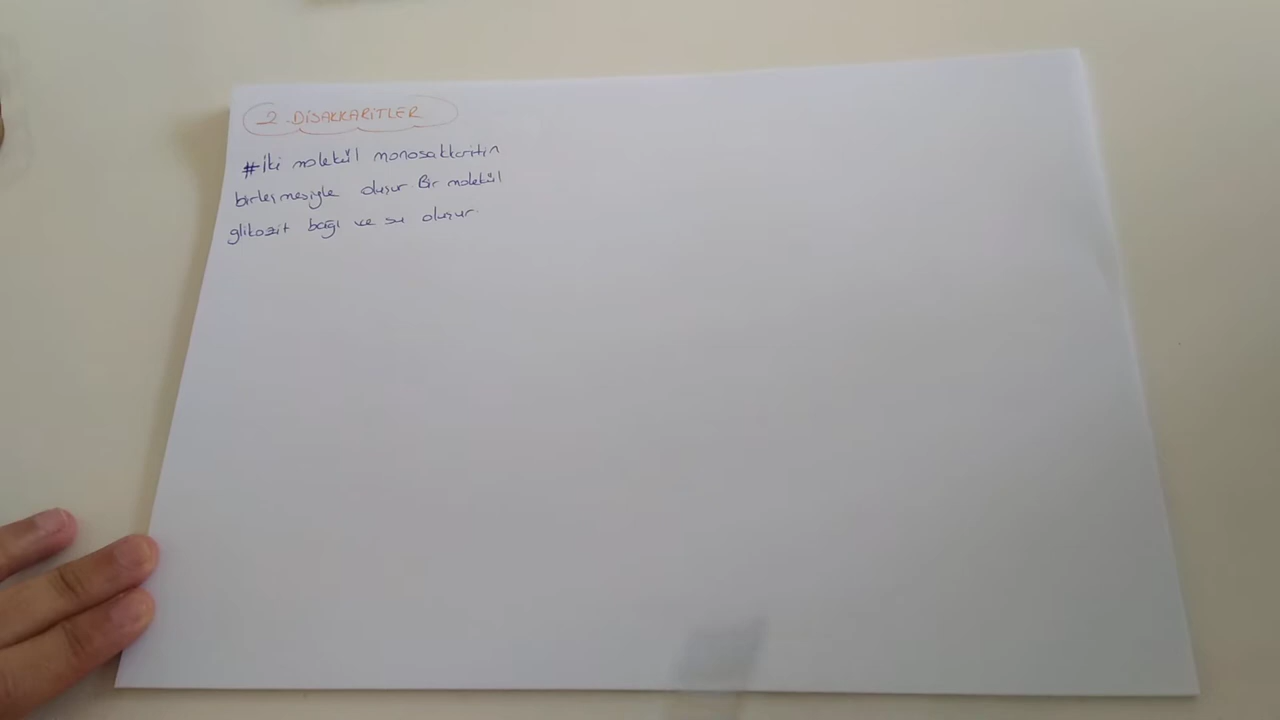 2. DİSAKKARİTLER
#İki molekül monosakkaritin
birleşmesiyle oluşur Bir molekül
glikozit bağı ve su oluşur.